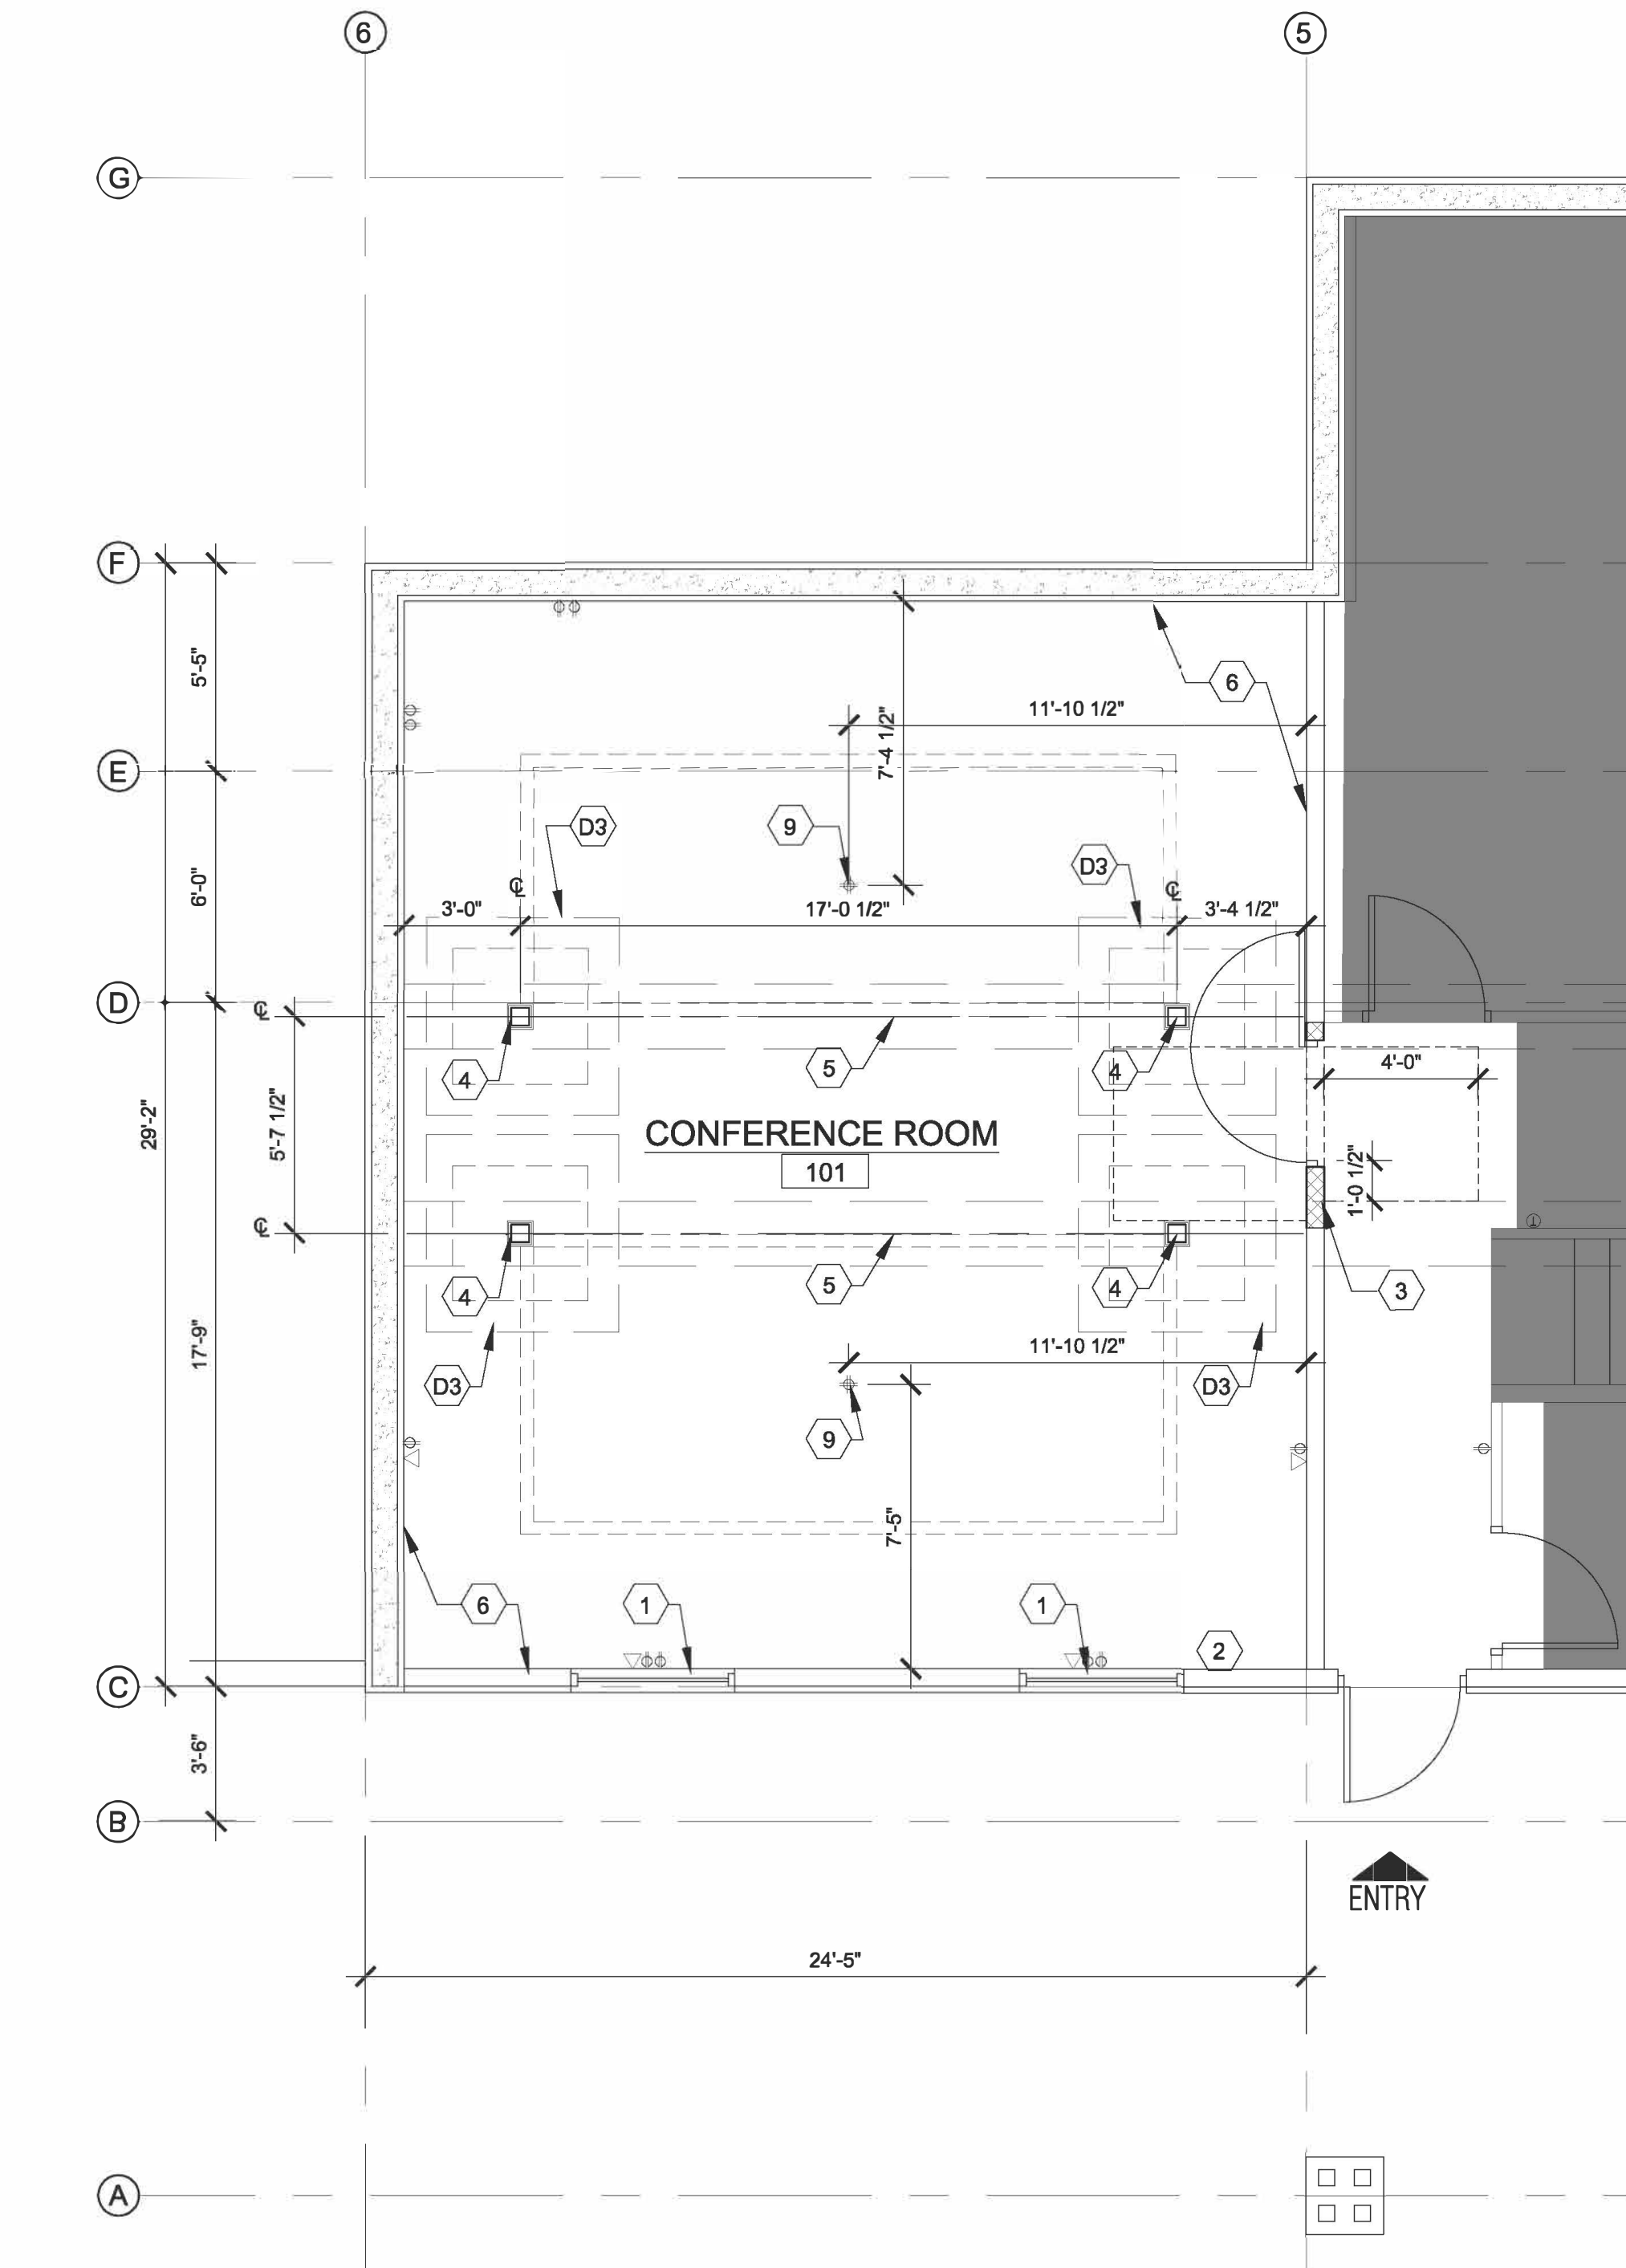 6
5
G
F
5'-5"
6
11'-10 1/2"
7'-4 1/2"
E
D3
9
D3
6'-0"
℄
℄
3'-0"
17'-0 1/2"
3'-4 1/2"
D
℄
4'-0"
5
4
4
29'-2"
5'-7 1/2"
CONFERENCE ROOM
101
1'-0 1/2"
℄
5
4
4
3
17'-9"
11'-10 1/2"
D3
D3
9
7'-5"
6
1
1
2
C
3'-6"
B
ENTRY
24'-5"
A